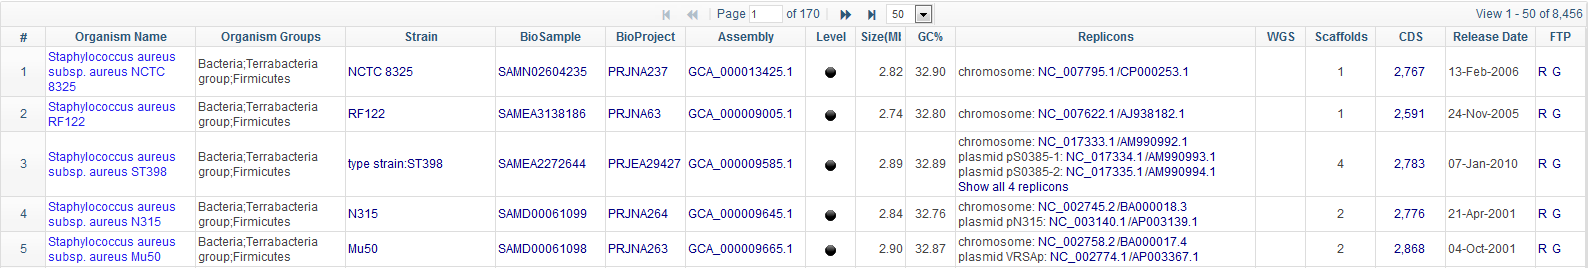 Page 1 of 170 50 View 1 - 50 of 8,456
# Organism Name Organism Groups Strain BioSample BioProject Assembly Level Size(M GC% Replicons WGS Scaffolds CDS Release Date FTP
1 Staphylococcus aureus subsp. aureus NCTC 8325 Bacteria;Terrabacteria group;Firmicutes NCTC 8325 SAMN02604235 PRJNA237 GCA_000013425.1 2.82 32.90 chromosome: NC_007795.1/CP000253.1 1 2,767 13-Feb-2006 R G
2 Staphylococcus aureus RF122 Bacteria;Terrabacteria group;Firmicutes RF122 SAMEA3138186 PRJNA63 GCA_000009005.1 2.74 32.80 chromosome: NC_007622.1/AJ938182.1 1 2,591 24-Nov-2005 R G
3 Staphylococcus aureus subsp. aureus ST398 Bacteria;Terrabacteria group;Firmicutes type strain:ST398 SAMEA2272644 PRJEA29427 GCA_000009585.1 2.89 32.89 chromosome: NC_017333.1/AM990992.1 plasmid pS0385-1: NC_017334.1/AM990993.1 plasmid pS0385-2: NC_017335.1/AM990994.1 Show all 4 replicons 4 2,783 07-Jan-2010 R G
4 Staphylococcus aureus subsp. aureus N315 Bacteria;Terrabacteria group;Firmicutes N315 SAMD00061099 PRJNA264 GCA_000009645.1 2.84 32.76 chromosome: NC_002745.2/BA000018.3 plasmid pN315: NC_003140.1/AP003139.1 2 2,776 21-Apr-2001 R G
5 Staphylococcus aureus subsp. aureus Mu50 Bacteria;Terrabacteria group;Firmicutes Mu50 SAMD00061098 PRJNA263 GCA_000009665.1 2.90 32.87 chromosome: NC_002758.2/BA000017.4 plasmid VRSAp: NC_002774.1/AP003367.1 2 2,868 04-Oct-2001 R G